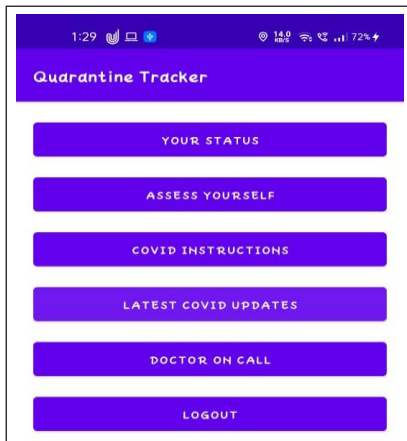 1:29 14.0 KB/S 72%
Quarantine Tracker
YOUR STATUS
ASSESS YOURSELF
COVID INSTRUCTIONS
LATEST COVID UPDATES
DOCTOR ON CALL
LOGOUT